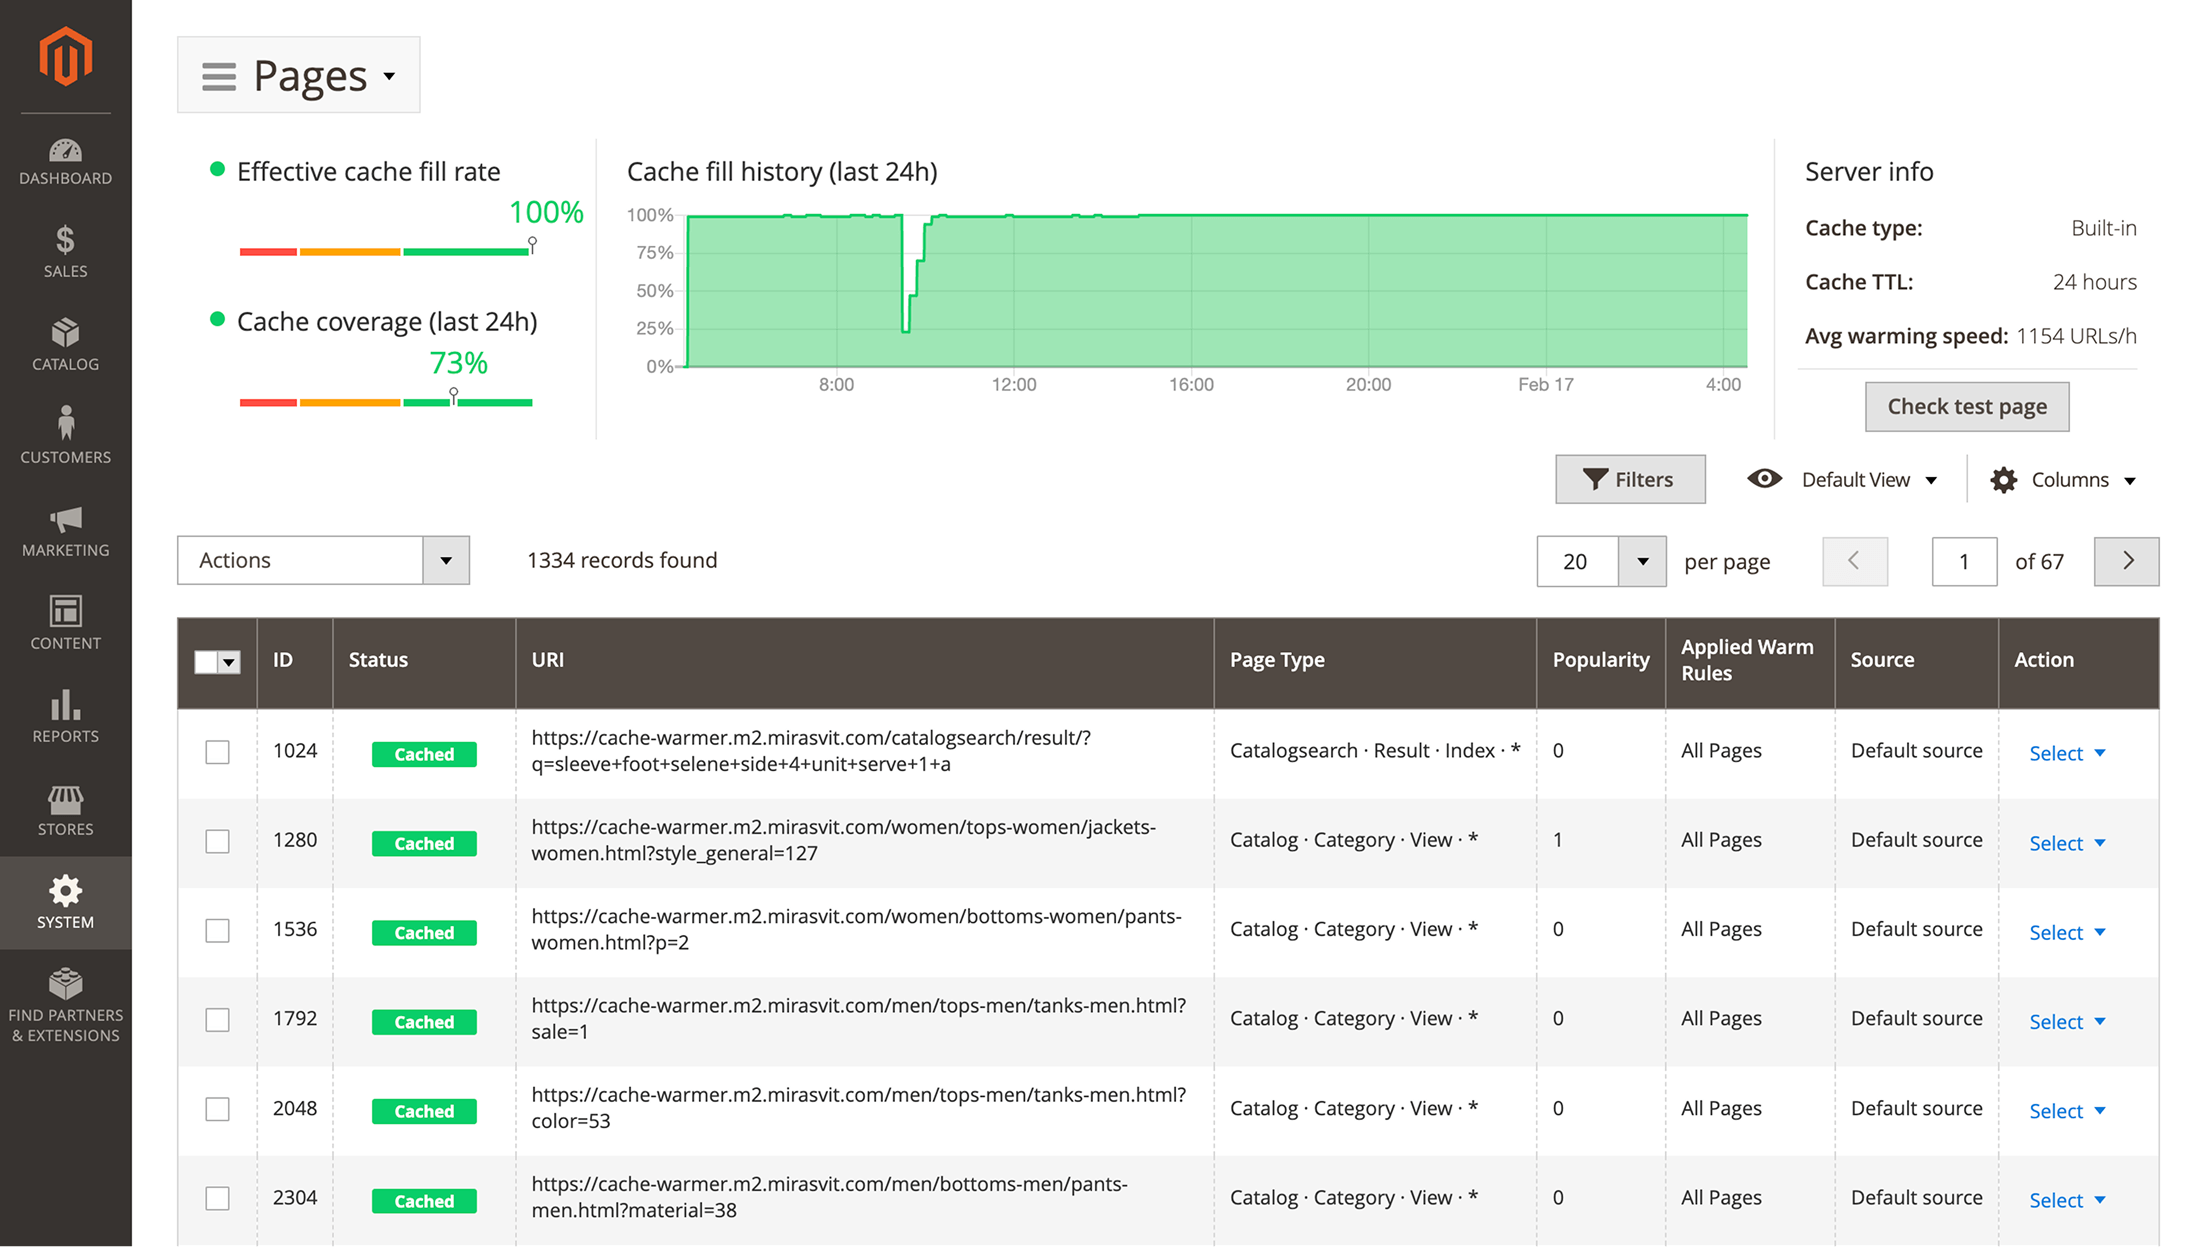 DASHBOARD
SALES
CATALOG
CUSTOMERS
MARKETING
CONTENT
REPORTS
STORES
SYSTEM
FIND PARTNERS
& EXTENSIONS
Pages
Effective cache fill rate
100%
Cache coverage (last 24h)
73%
Cache fill history (last 24h)
100%
75%
50%
25%
0%
8:00 12:00 16:00 20:00 Feb 17 4:00
Server info
Cache type: Built-in
Cache TTL: 24 hours
Avg warming speed: 1154 URLs/h
Check test page
Filters Default View Columns
Actions 1334 records found 20 per page 1 of 67
ID Status URI Page Type Popularity Applied Warm Rules Source Action
1024 Cached https://cache-warmer.m2.mirasvit.com/catalogsearch/result/?
q=sleeve+foot+selene+side+4+unit+serve+1+a
Catalogsearch · Result · Index · * 0 All Pages Default source Select
1280 Cached https://cache-warmer.m2.mirasvit.com/women/tops-women/jackets-
women.html?style_general=127
Catalog · Category · View · * 1 All Pages Default source Select
1536 Cached https://cache-warmer.m2.mirasvit.com/women/bottoms-women/pants-
women.html?p=2
Catalog · Category · View · * 0 All Pages Default source Select
1792 Cached https://cache-warmer.m2.mirasvit.com/men/tops-men/tanks-men.html?
sale=1
Catalog · Category · View · * 0 All Pages Default source Select
2048 Cached https://cache-warmer.m2.mirasvit.com/men/tops-men/tanks-men.html?
color=53
Catalog · Category · View · * 0 All Pages Default source Select
2304 Cached https://cache-warmer.m2.mirasvit.com/men/bottoms-men/pants-
men.html?material=38
Catalog · Category · View · * 0 All Pages Default source Select